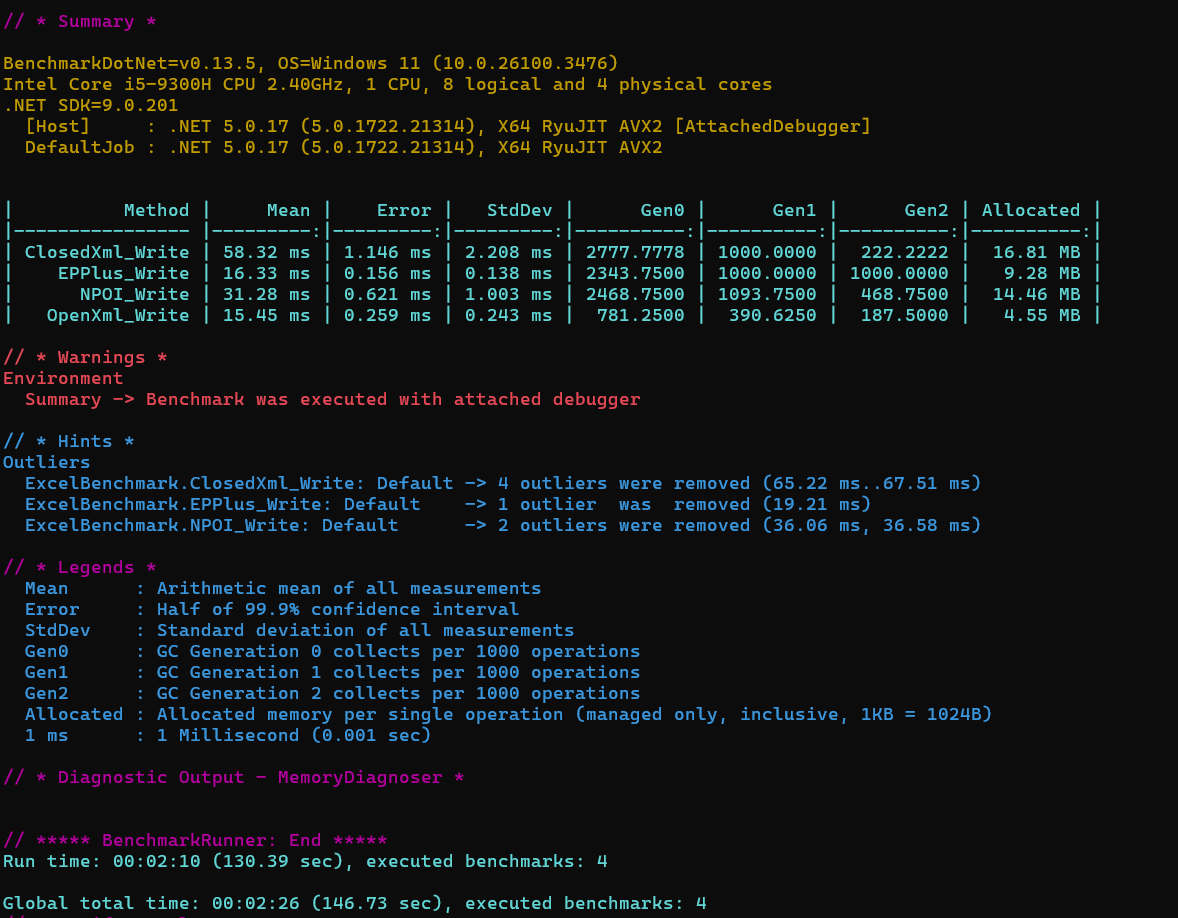 // * Summary *
BenchmarkDotNet=v0.13.5, OS=Windows 11 (10.0.26100.3476)
Intel Core i5-9300H CPU 2.40GHz, 1 CPU, 8 logical and 4 physical cores
.NET SDK=9.0.201
  [Host]     : .NET 5.0.17 (5.0.1722.21314), X64 RyuJIT AVX2 [AttachedDebugger]
  DefaultJob : .NET 5.0.17 (5.0.1722.21314), X64 RyuJIT AVX2
|          Method |     Mean |    Error |   StdDev |      Gen0 |      Gen1 |      Gen2 | Allocated |
|---------------- |---------:|---------:|---------:|----------:|----------:|----------:|----------:|
| ClosedXml_Write | 58.32 ms | 1.146 ms | 2.208 ms | 2777.7778 | 1000.0000 |  222.2222 |  16.81 MB |
|    EPPlus_Write | 16.33 ms | 0.156 ms | 0.138 ms | 2343.7500 | 1000.0000 | 1000.0000 |   9.28 MB |
|      NPOI_Write | 31.28 ms | 0.621 ms | 1.003 ms | 2468.7500 | 1093.7500 |  468.7500 |  14.46 MB |
|   OpenXml_Write | 15.45 ms | 0.259 ms | 0.243 ms |  781.2500 |  390.6250 |  187.5000 |   4.55 MB |
// * Warnings *
Environment
  Summary -> Benchmark was executed with attached debugger
// * Hints *
Outliers
  ExcelBenchmark.ClosedXml_Write: Default -> 4 outliers were removed (65.22 ms..67.51 ms)
  ExcelBenchmark.EPPlus_Write: Default    -> 1 outlier  was  removed (19.21 ms)
  ExcelBenchmark.NPOI_Write: Default      -> 2 outliers were removed (36.06 ms, 36.58 ms)
// * Legends *
  Mean      : Arithmetic mean of all measurements
  Error     : Half of 99.9% confidence interval
  StdDev    : Standard deviation of all measurements
  Gen0      : GC Generation 0 collects per 1000 operations
  Gen1      : GC Generation 1 collects per 1000 operations
  Gen2      : GC Generation 2 collects per 1000 operations
  Allocated : Allocated memory per single operation (managed only, inclusive, 1KB = 1024B)
  1 ms      : 1 Millisecond (0.001 sec)
// * Diagnostic Output - MemoryDiagnoser *
// ***** BenchmarkRunner: End *****
Run time: 00:02:10 (130.39 sec), executed benchmarks: 4
Global total time: 00:02:26 (146.73 sec), executed benchmarks: 4